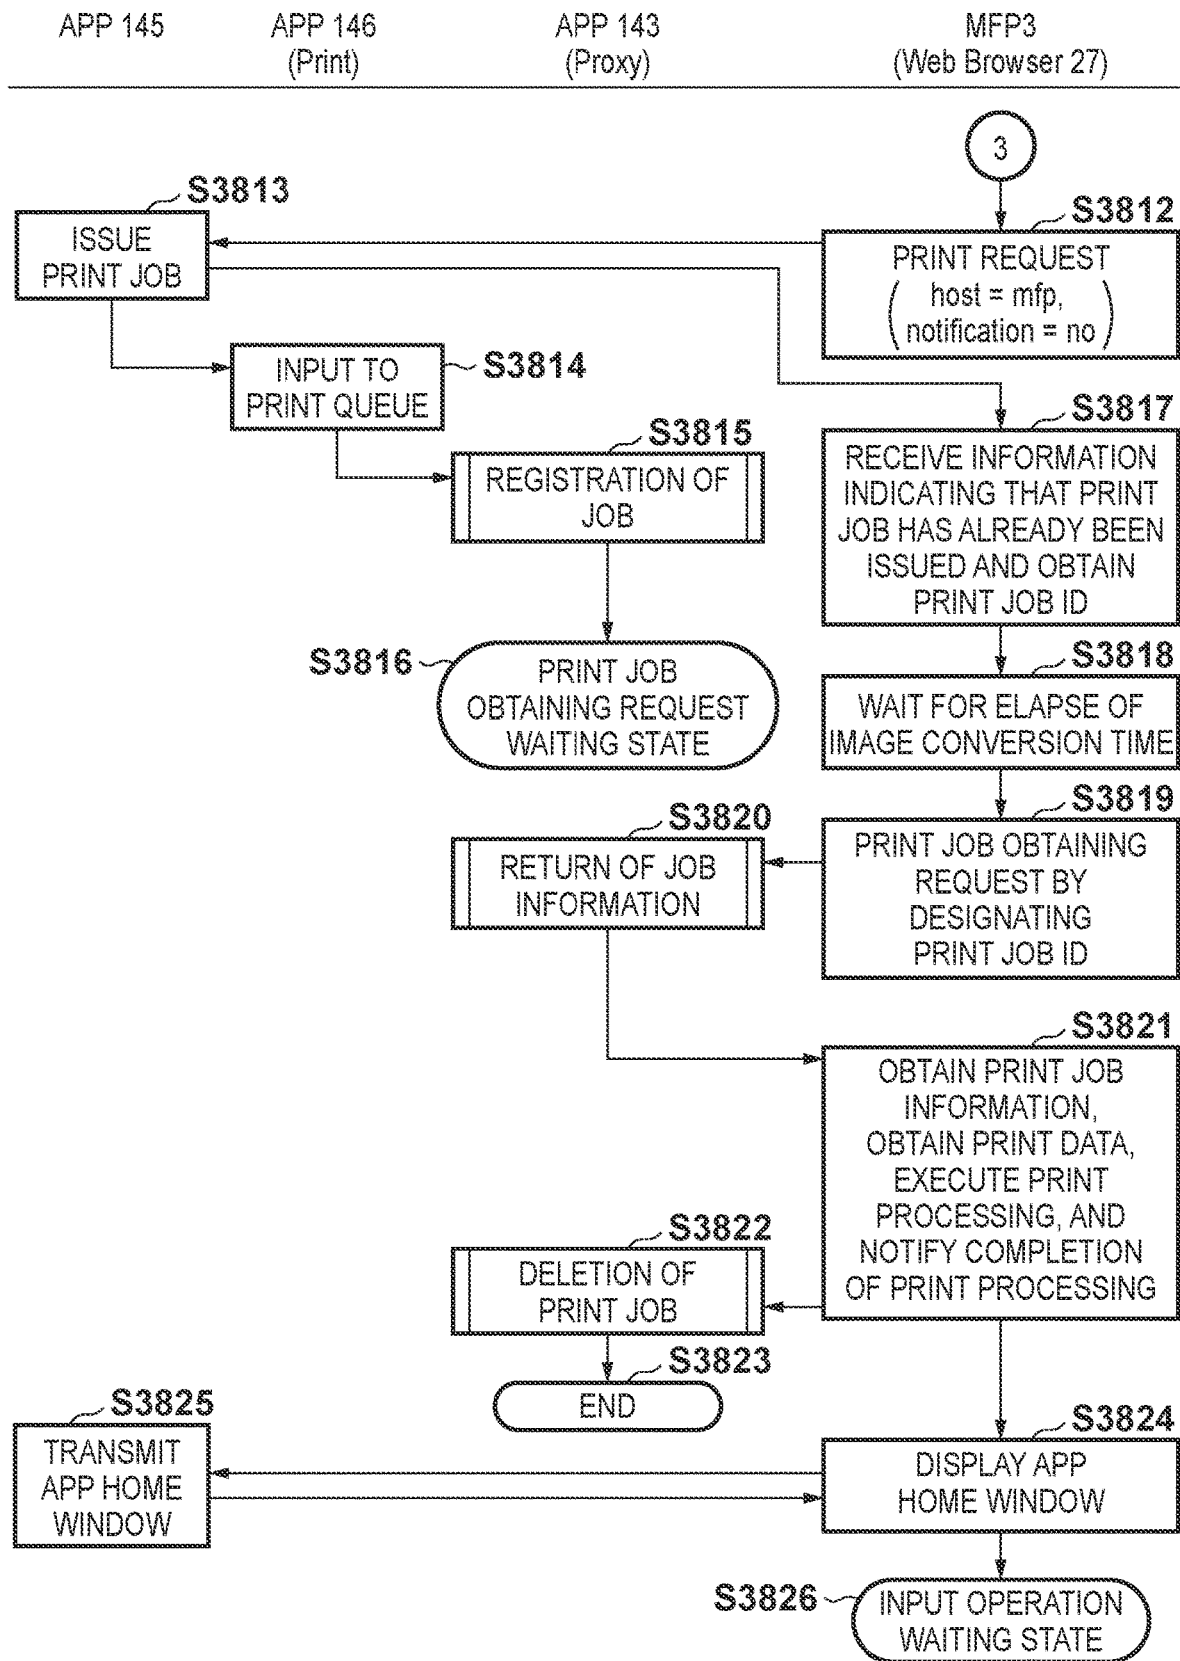 APP 145
APP 146
(Print)
APP 143
(Proxy)
MFP3
(Web Browser 27)
3
S3813
ISSUE
PRINT JOB
S3812
PRINT REQUEST
(host = mfp,
notification = no)
S3814
INPUT TO
PRINT QUEUE
S3815
REGISTRATION OF
JOB
S3817
RECEIVE INFORMATION
INDICATING THAT PRINT
JOB HAS ALREADY BEEN
ISSUED AND OBTAIN
PRINT JOB ID
S3816
PRINT JOB
OBTAINING REQUEST
WAITING STATE
S3818
WAIT FOR ELAPSE OF
IMAGE CONVERSION TIME
S3819
PRINT JOB OBTAINING
REQUEST BY
DESIGNATING
PRINT JOB ID
S3820
RETURN OF JOB
INFORMATION
S3821
OBTAIN PRINT JOB
INFORMATION,
OBTAIN PRINT DATA,
EXECUTE PRINT
PROCESSING, AND
NOTIFY COMPLETION
OF PRINT PROCESSING
S3822
DELETION OF
PRINT JOB
S3823
END
S3825
TRANSMIT
APP HOME
WINDOW
S3824
DISPLAY APP
HOME WINDOW
S3826
INPUT OPERATION
WAITING STATE